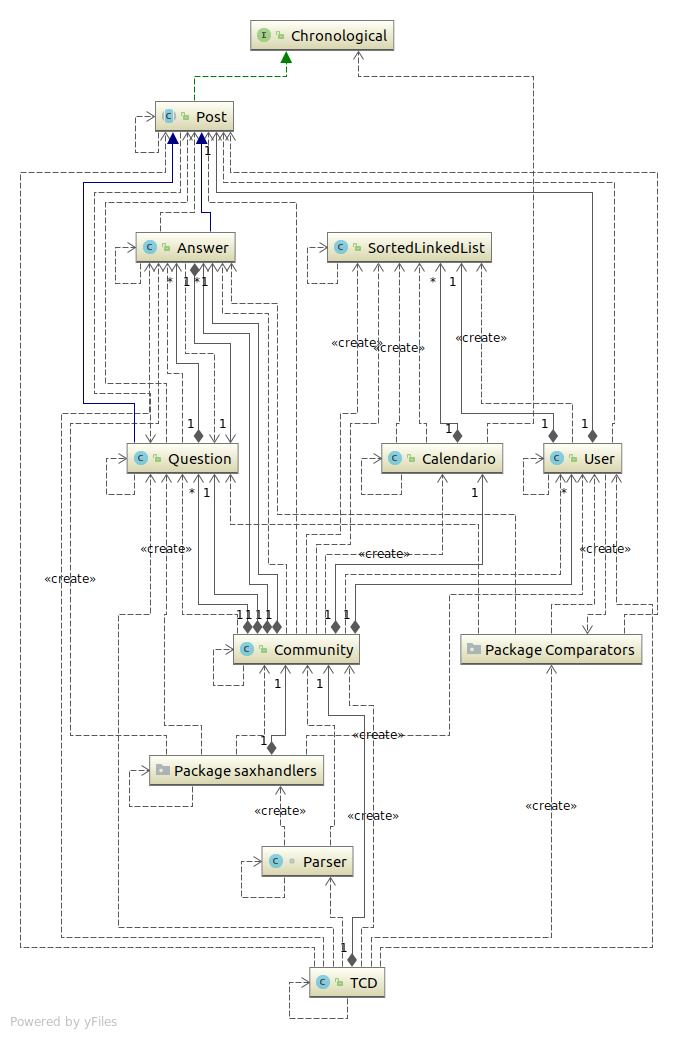 Chronological
Post
1
Answer
SortedLinkedList
* 1 * 1
* 1
«create»
«create»
«create»
1 1
1
1 1
Question
Calendario
User
* 1
1
*
«create»
«create»
«create»
«create»
1 1 1 1
1 1
Community
Package Comparators
1 1
«create»
1
Package saxhandlers
«create»
«create»
«create»
Parser
1
TCD
Powered by yFiles